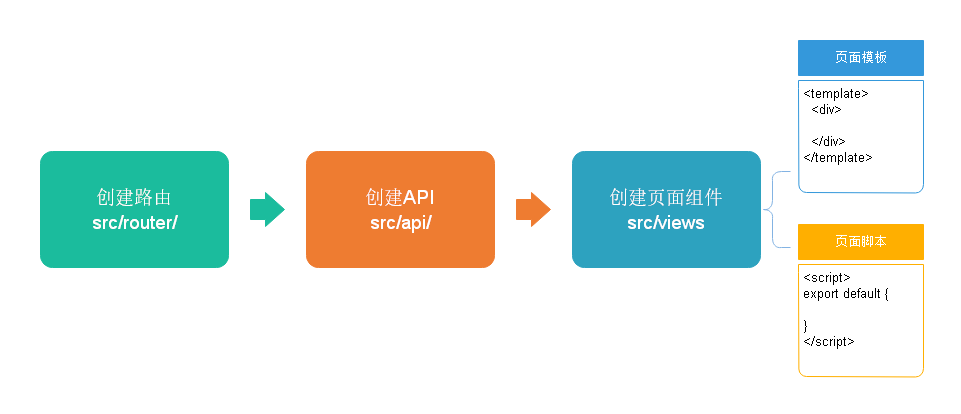 创建路由
src/router/
创建API
src/api/
创建页面组件
src/views
页面模板
<template>
<div>
</div>
</template>
页面脚本
<script>
export default {
}
</script>